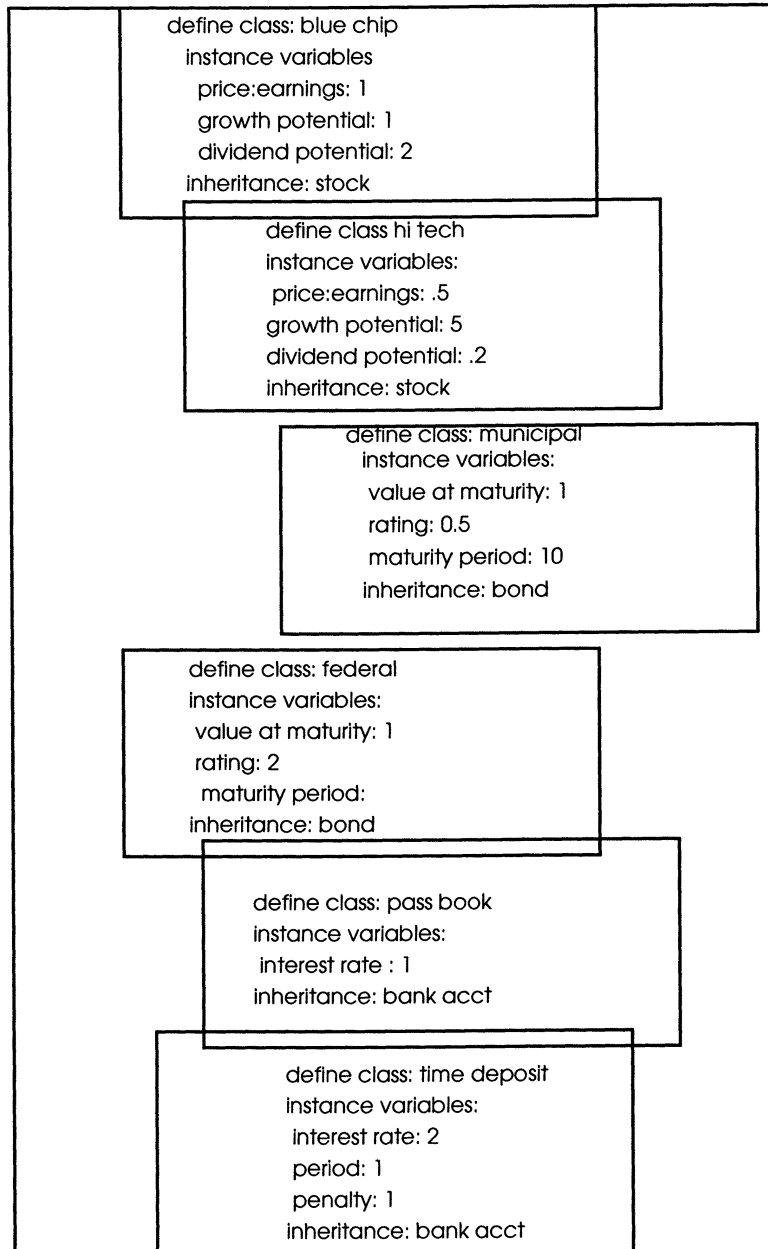 define class: blue chip
instance variables
price:earnings: 1
growth potential: 1
dividend potential: 2
inheritance: stock
define class hi tech
instance variables:
price:earnings: .5
growth potential: 5
dividend potential: .2
inheritance: stock
define class: municipal
instance variables:
value at maturity: 1
rating: 0.5
maturity period: 10
inheritance: bond
define class: federal
instance variables:
value at maturity: 1
rating: 2
maturity period:
inheritance: bond
define class: pass book
instance variables:
interest rate : 1
inheritance: bank acct
define class: time deposit
instance variables:
interest rate: 2
period: 1
penalty: 1
inheritance: bank acct